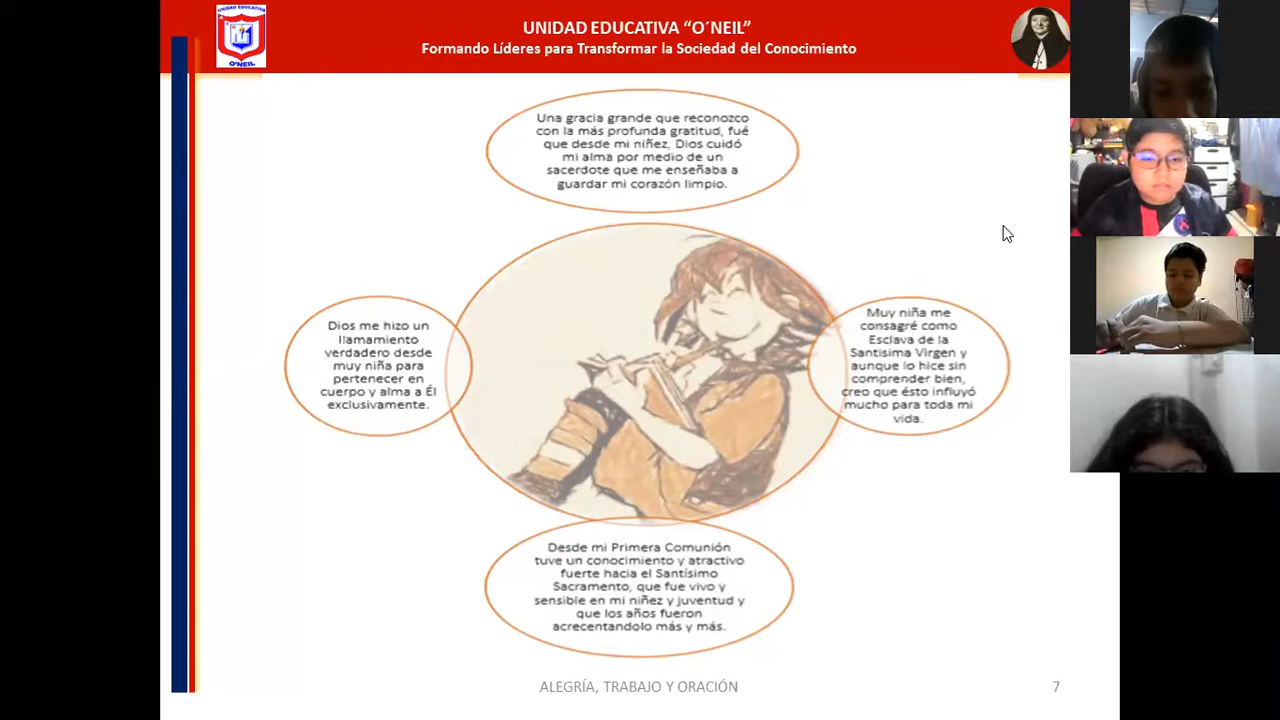 UNIDAD EDUCATIVA
O'NEIL
UNIDAD EDUCATIVA “O´NEIL”
Formando Líderes para Transformar la Sociedad del Conocimiento
Una gracia grande que reconozco
con la más profunda gratitud, fué
que desde mi niñez, Dios cuidó
mi alma por medio de un
sacerdote que me enseñaba a
guardar mi corazón limpio.
Dios me hizo un
llamamiento
verdadero desde
muy niña para
pertenecer en
cuerpo y alma a Él
exclusivamente.
Muy niña me
consagré como
Esclava de la
Santisima Virgen y
aunque lo hice sin
comprender bien,
creo que ésto influyó
mucho para toda mi
vida.
Desde mi Primera Comunión
tuve un conocimiento y atractivo
fuerte hacia el Santísimo
Sacramento, que fue vivo y
sensible en mi niñez y juventud y
que los años fueron
acrecentandolo más y más.
ALEGRÍA, TRABAJO Y ORACIÓN
7